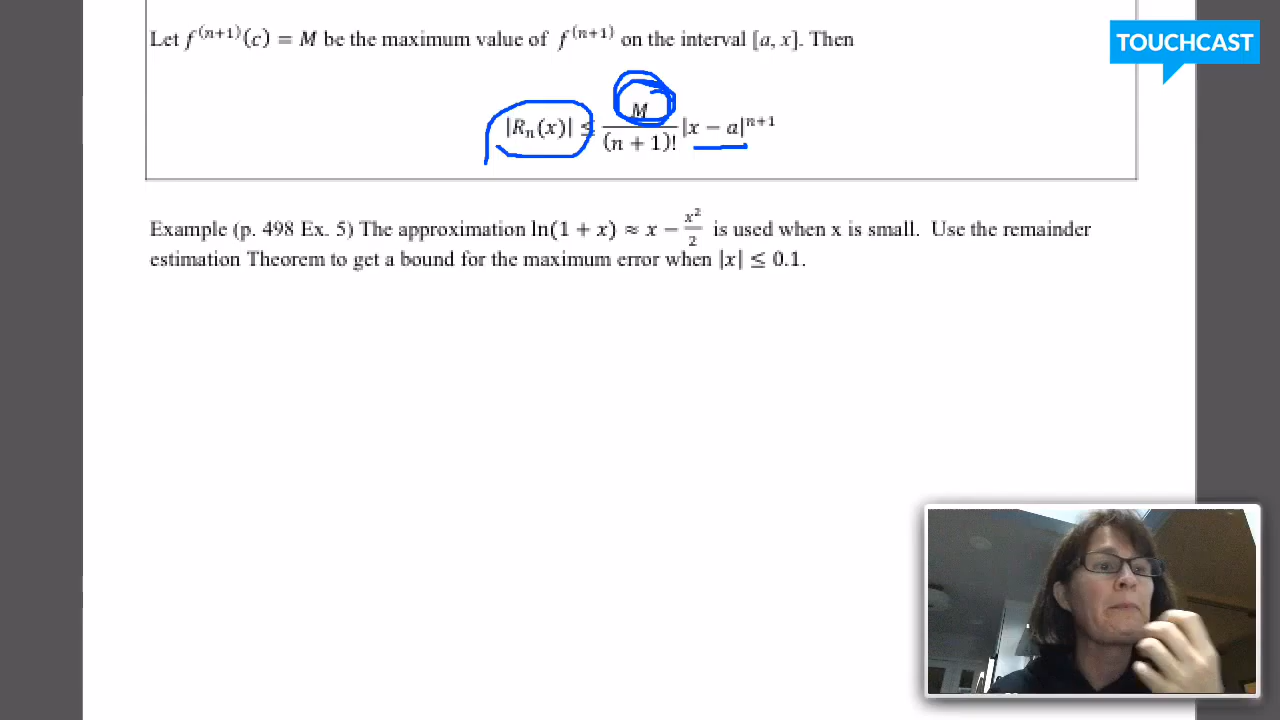 Let f^(n+1)(c) = M be the maximum value of f^(n+1) on the interval [a, x]. Then
TOUCHCAST
|Rₙ(x)| ≤ M/(n + 1)! |x − a|^n+1
Example (p. 498 Ex. 5) The approximation ln(1 + x) ≈ x − x²/2 is used when x is small. Use the remainder
estimation Theorem to get a bound for the maximum error when |x| ≤ 0.1.